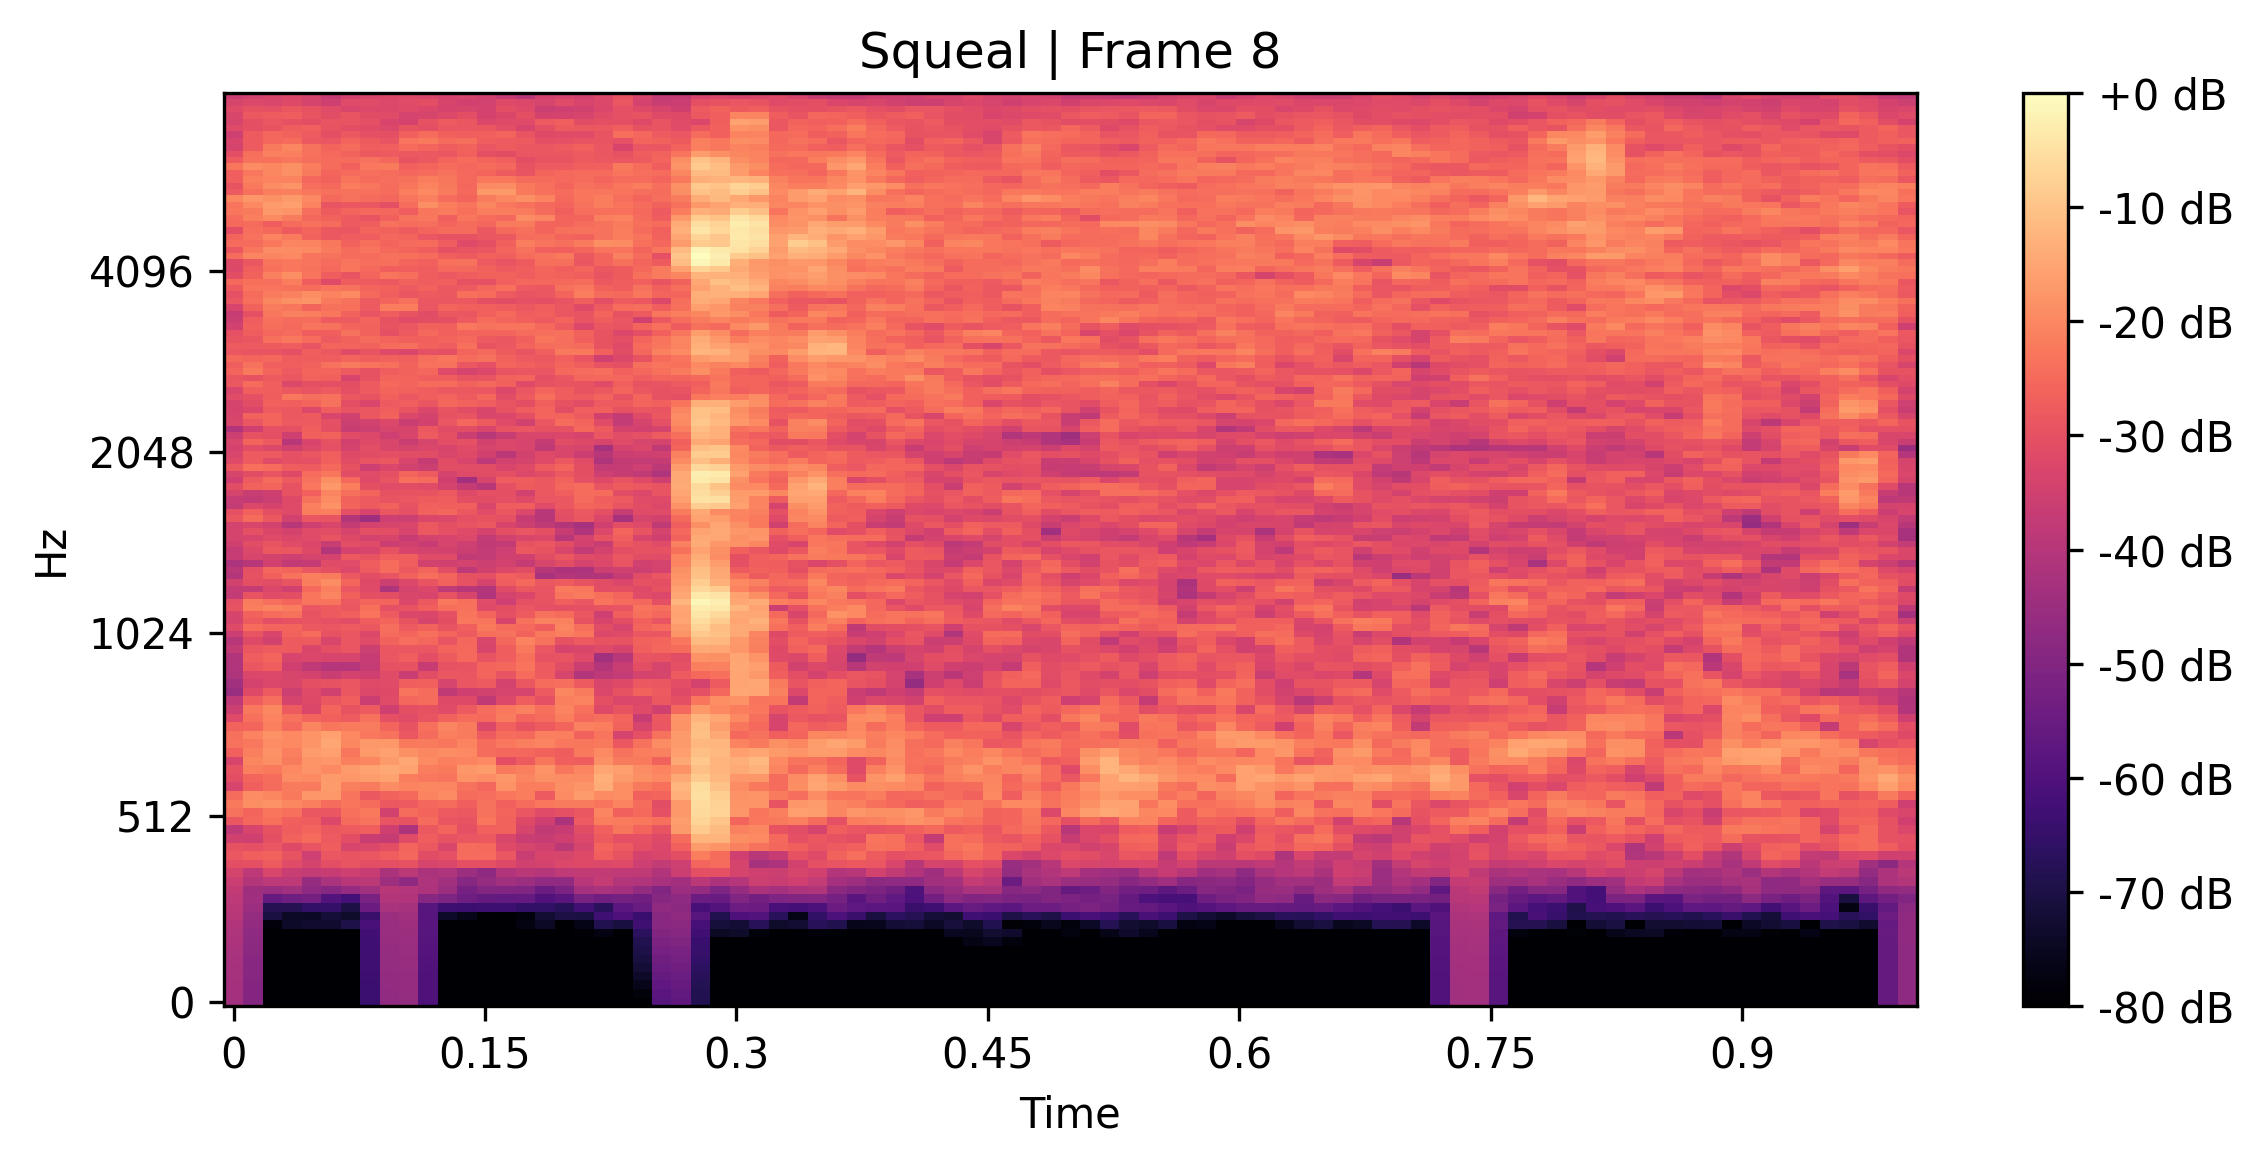 Squeal | Frame 8
+0 dB
-10 dB
-20 dB
-30 dB
-40 dB
-50 dB
-60 dB
-70 dB
-80 dB
Hz
4096
2048
1024
512
0
0 0.15 0.3 0.45 0.6 0.75 0.9
Time